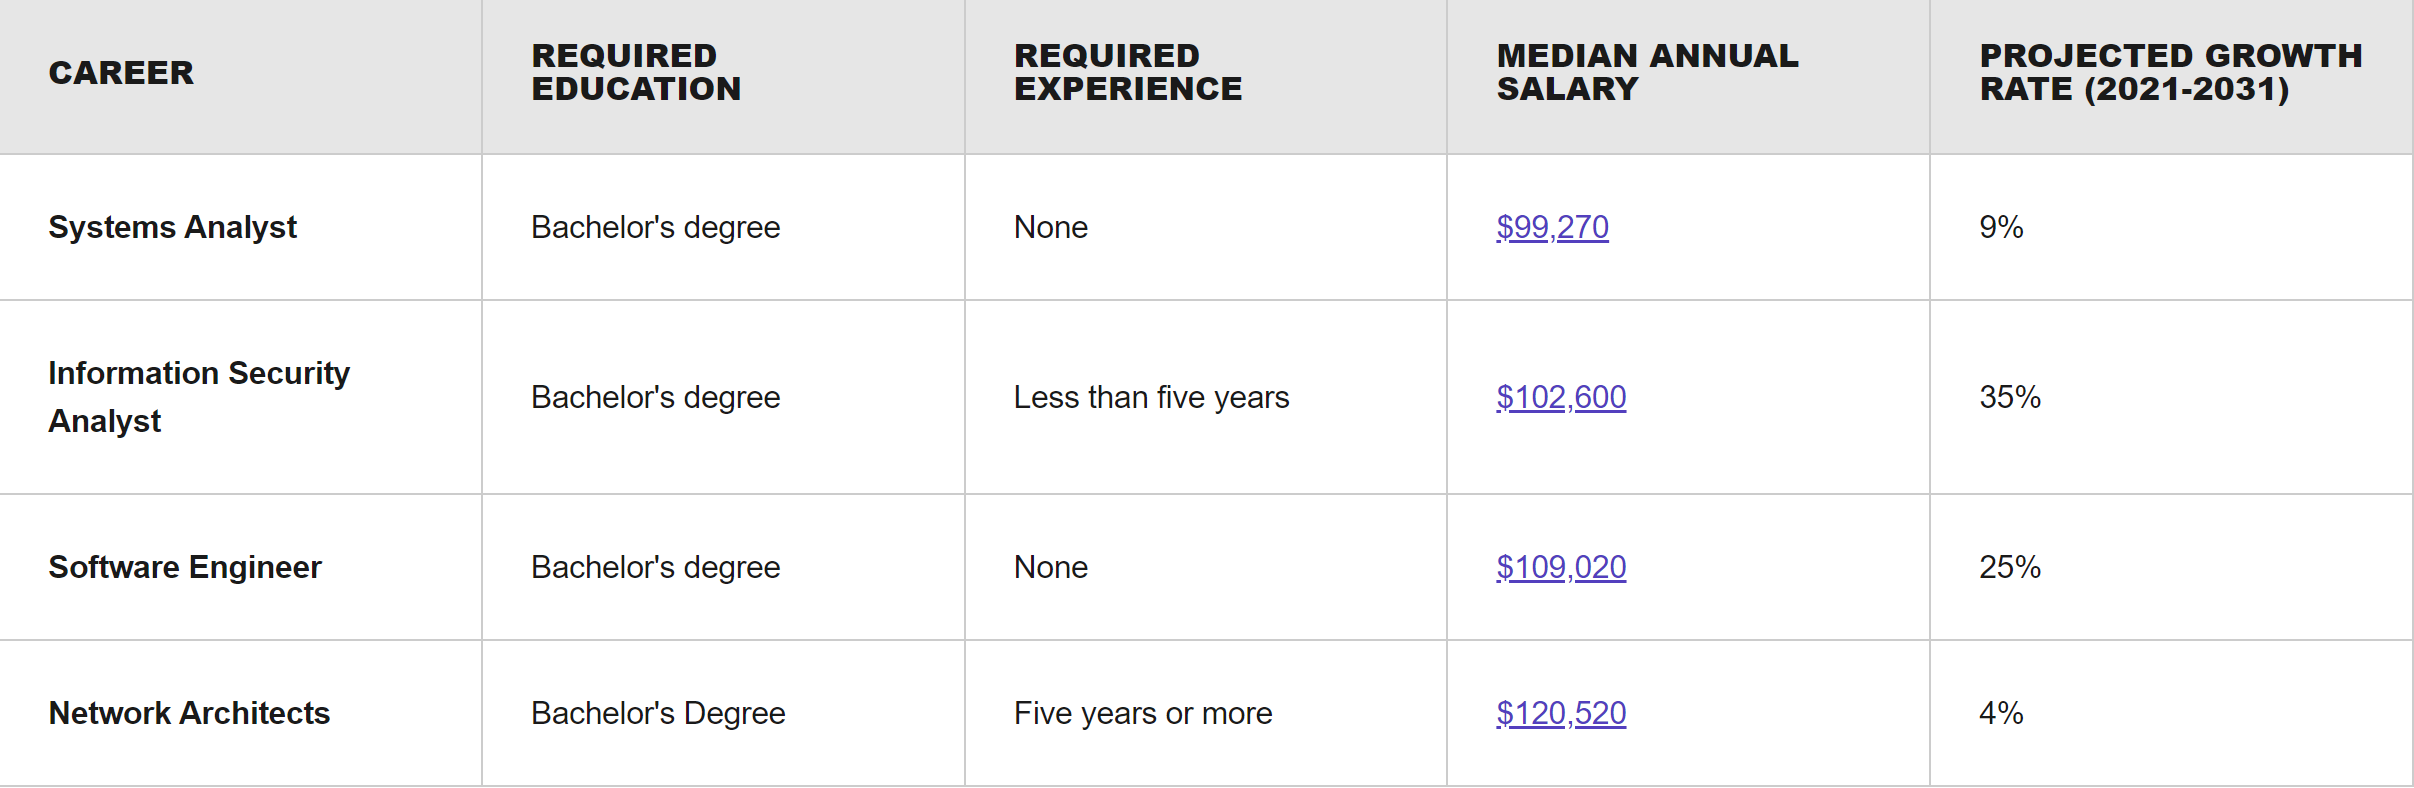 CAREER
REQUIRED
EDUCATION
REQUIRED
EXPERIENCE
MEDIAN ANNUAL
SALARY
PROJECTED GROWTH
RATE (2021-2031)
Systems Analyst
Bachelor's degree
None
$99,270
9%
Information Security
Analyst
Bachelor's degree
Less than five years
$102,600
35%
Software Engineer
Bachelor's degree
None
$109,020
25%
Network Architects
Bachelor's Degree
Five years or more
$120,520
4%